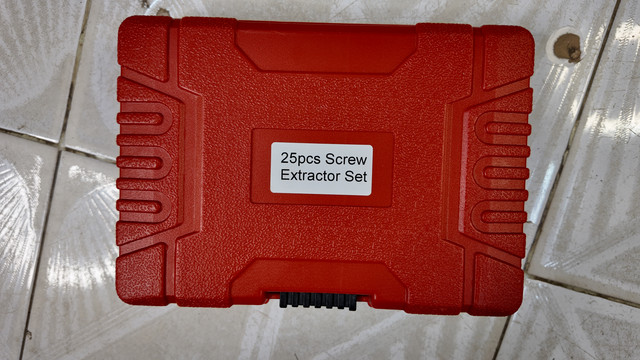 25pcs Screw
Extractor Set